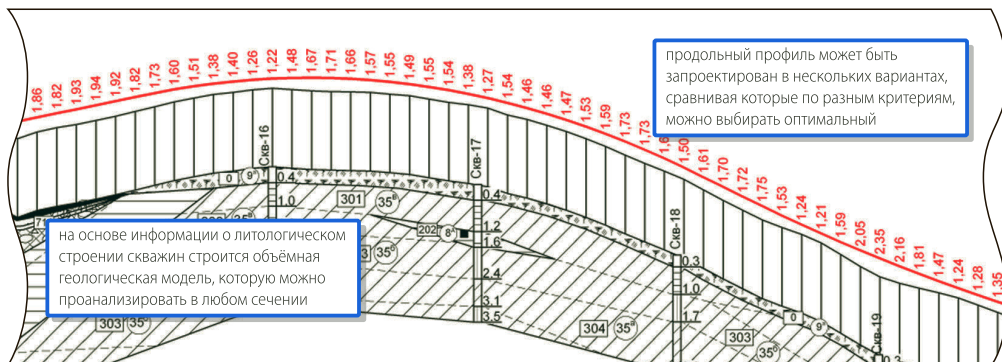 1,86 1,82 1,93 1,94 1,92 1,82 1,73 1,60 1,51 1,38 1,40 1,26 1,22 1,48 1,67 1,71 1,66 1,57 1,55 1,49 1,55 1,54 1,38 1,27 1,54 1,46 1,46 1,47 1,53 1,59 1,73 1,73 1,50 1,61 1,70 1,72 1,75 1,53 1,24 1,21 1,59 2,05 2,35 2,16 1,81 1,47 1,24 1,28 1,35
продольный профиль может быть
запроектирован в нескольких вариантах,
сравнивая которые по разным критериям,
можно выбирать оптимальный
Скв-16
0 9°
0.4
1.0
301 35°
Скв-17
0.4
1.2
202 8°
1.6
2.4
3.1
3.5
на основе информации о литологическом
строении скважин строится объёмная
геологическая модель, которую можно
проанализировать в любом сечении
303 35°
Скв-18
0.3
1.0
1.7
304 35°
303 35°
0 9°
Скв-19
0.3